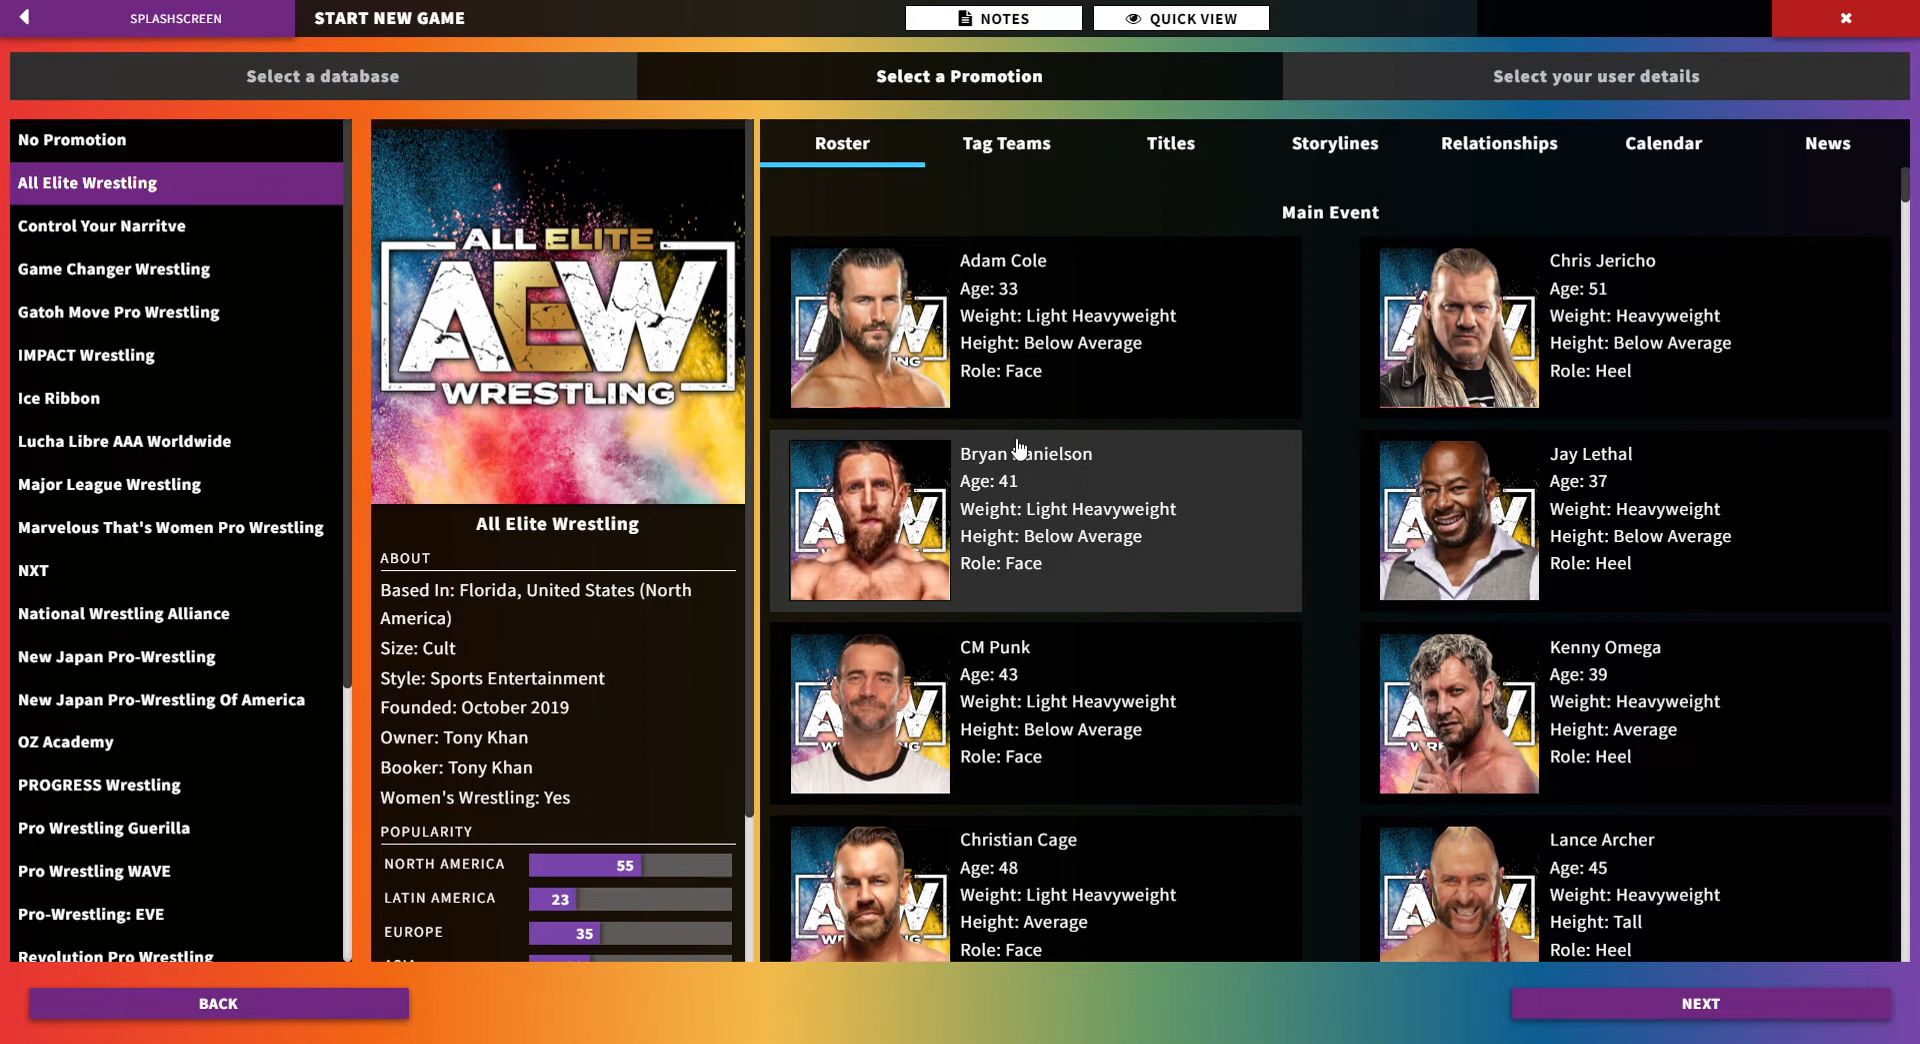 SPLASHSCREEN
START NEW GAME
NOTES
QUICK VIEW
Select a database
Select a Promotion
Select your user details
No Promotion
All Elite Wrestling
Control Your Narritve
Game Changer Wrestling
Gatoh Move Pro Wrestling
IMPACT Wrestling
Ice Ribbon
Lucha Libre AAA Worldwide
Major League Wrestling
Marvelous That's Women Pro Wrestling
NXT
National Wrestling Alliance
New Japan Pro-Wrestling
New Japan Pro-Wrestling Of America
OZ Academy
PROGRESS Wrestling
Pro Wrestling Guerilla
Pro Wrestling WAVE
Pro-Wrestling: EVE
Revolution Pro Wrestling
ALL ELITE
AEW
WRESTLING
All Elite Wrestling
ABOUT
Based In: Florida, United States (North
America)
Size: Cult
Style: Sports Entertainment
Founded: October 2019
Owner: Tony Khan
Booker: Tony Khan
Women's Wrestling: Yes
POPULARITY
NORTH AMERICA 55
LATIN AMERICA 23
EUROPE 35
Roster
Tag Teams
Titles
Storylines
Relationships
Calendar
News
Main Event
Adam Cole
Age: 33
Weight: Light Heavyweight
Height: Below Average
Role: Face
Chris Jericho
Age: 51
Weight: Heavyweight
Height: Below Average
Role: Heel
Bryan
Age: 41
Weight: Light Heavyweight
Height: Below Average
Role: Face
Jay Lethal
Age: 37
Weight: Heavyweight
Height: Below Average
Role: Heel
CM Punk
Age: 43
Weight: Light Heavyweight
Height: Below Average
Role: Face
Kenny Omega
Age: 39
Weight: Heavyweight
Height: Average
Role: Heel
Christian Cage
Age: 48
Weight: Light Heavyweight
Height: Average
Role: Face
Lance Archer
Age: 45
Weight: Heavyweight
Height: Tall
Role: Heel
BACK
NEXT